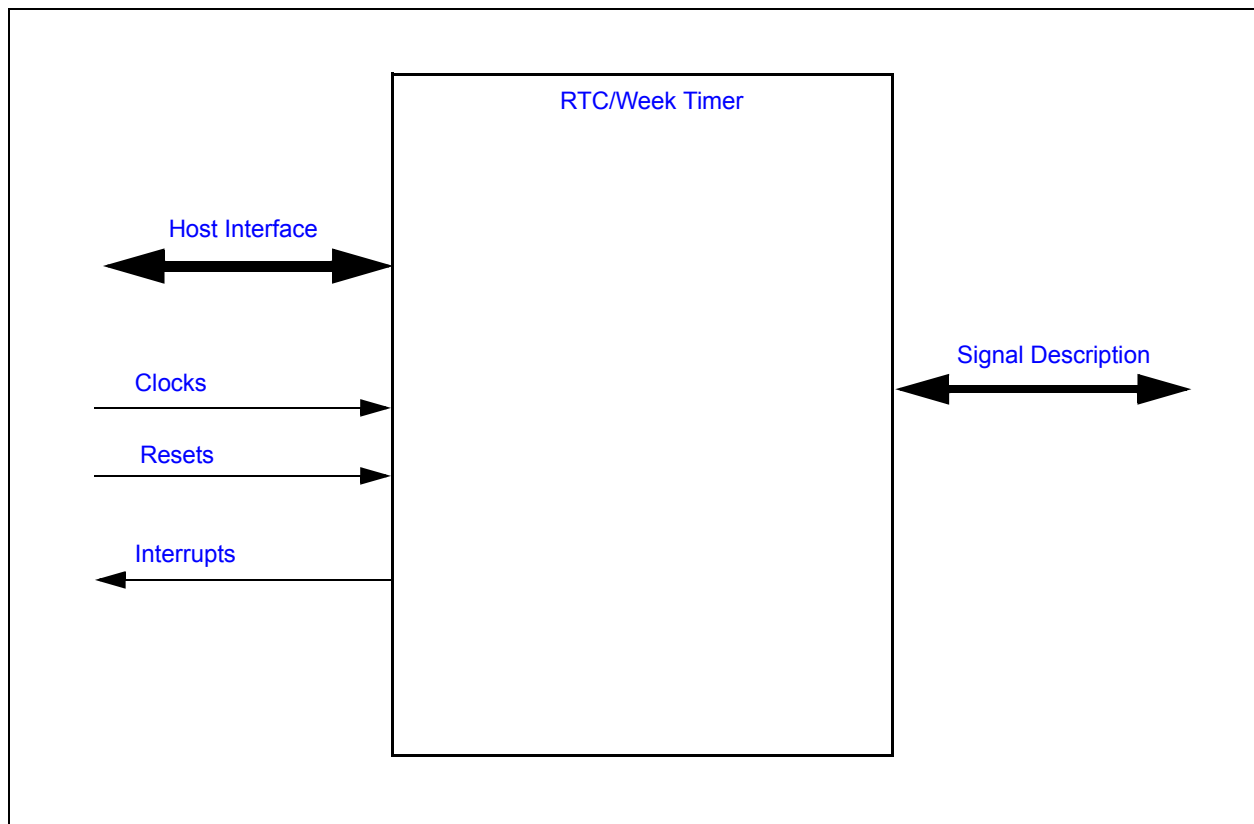 RTC/Week Timer
Host Interface
Signal Description
Clocks
Resets
Interrupts